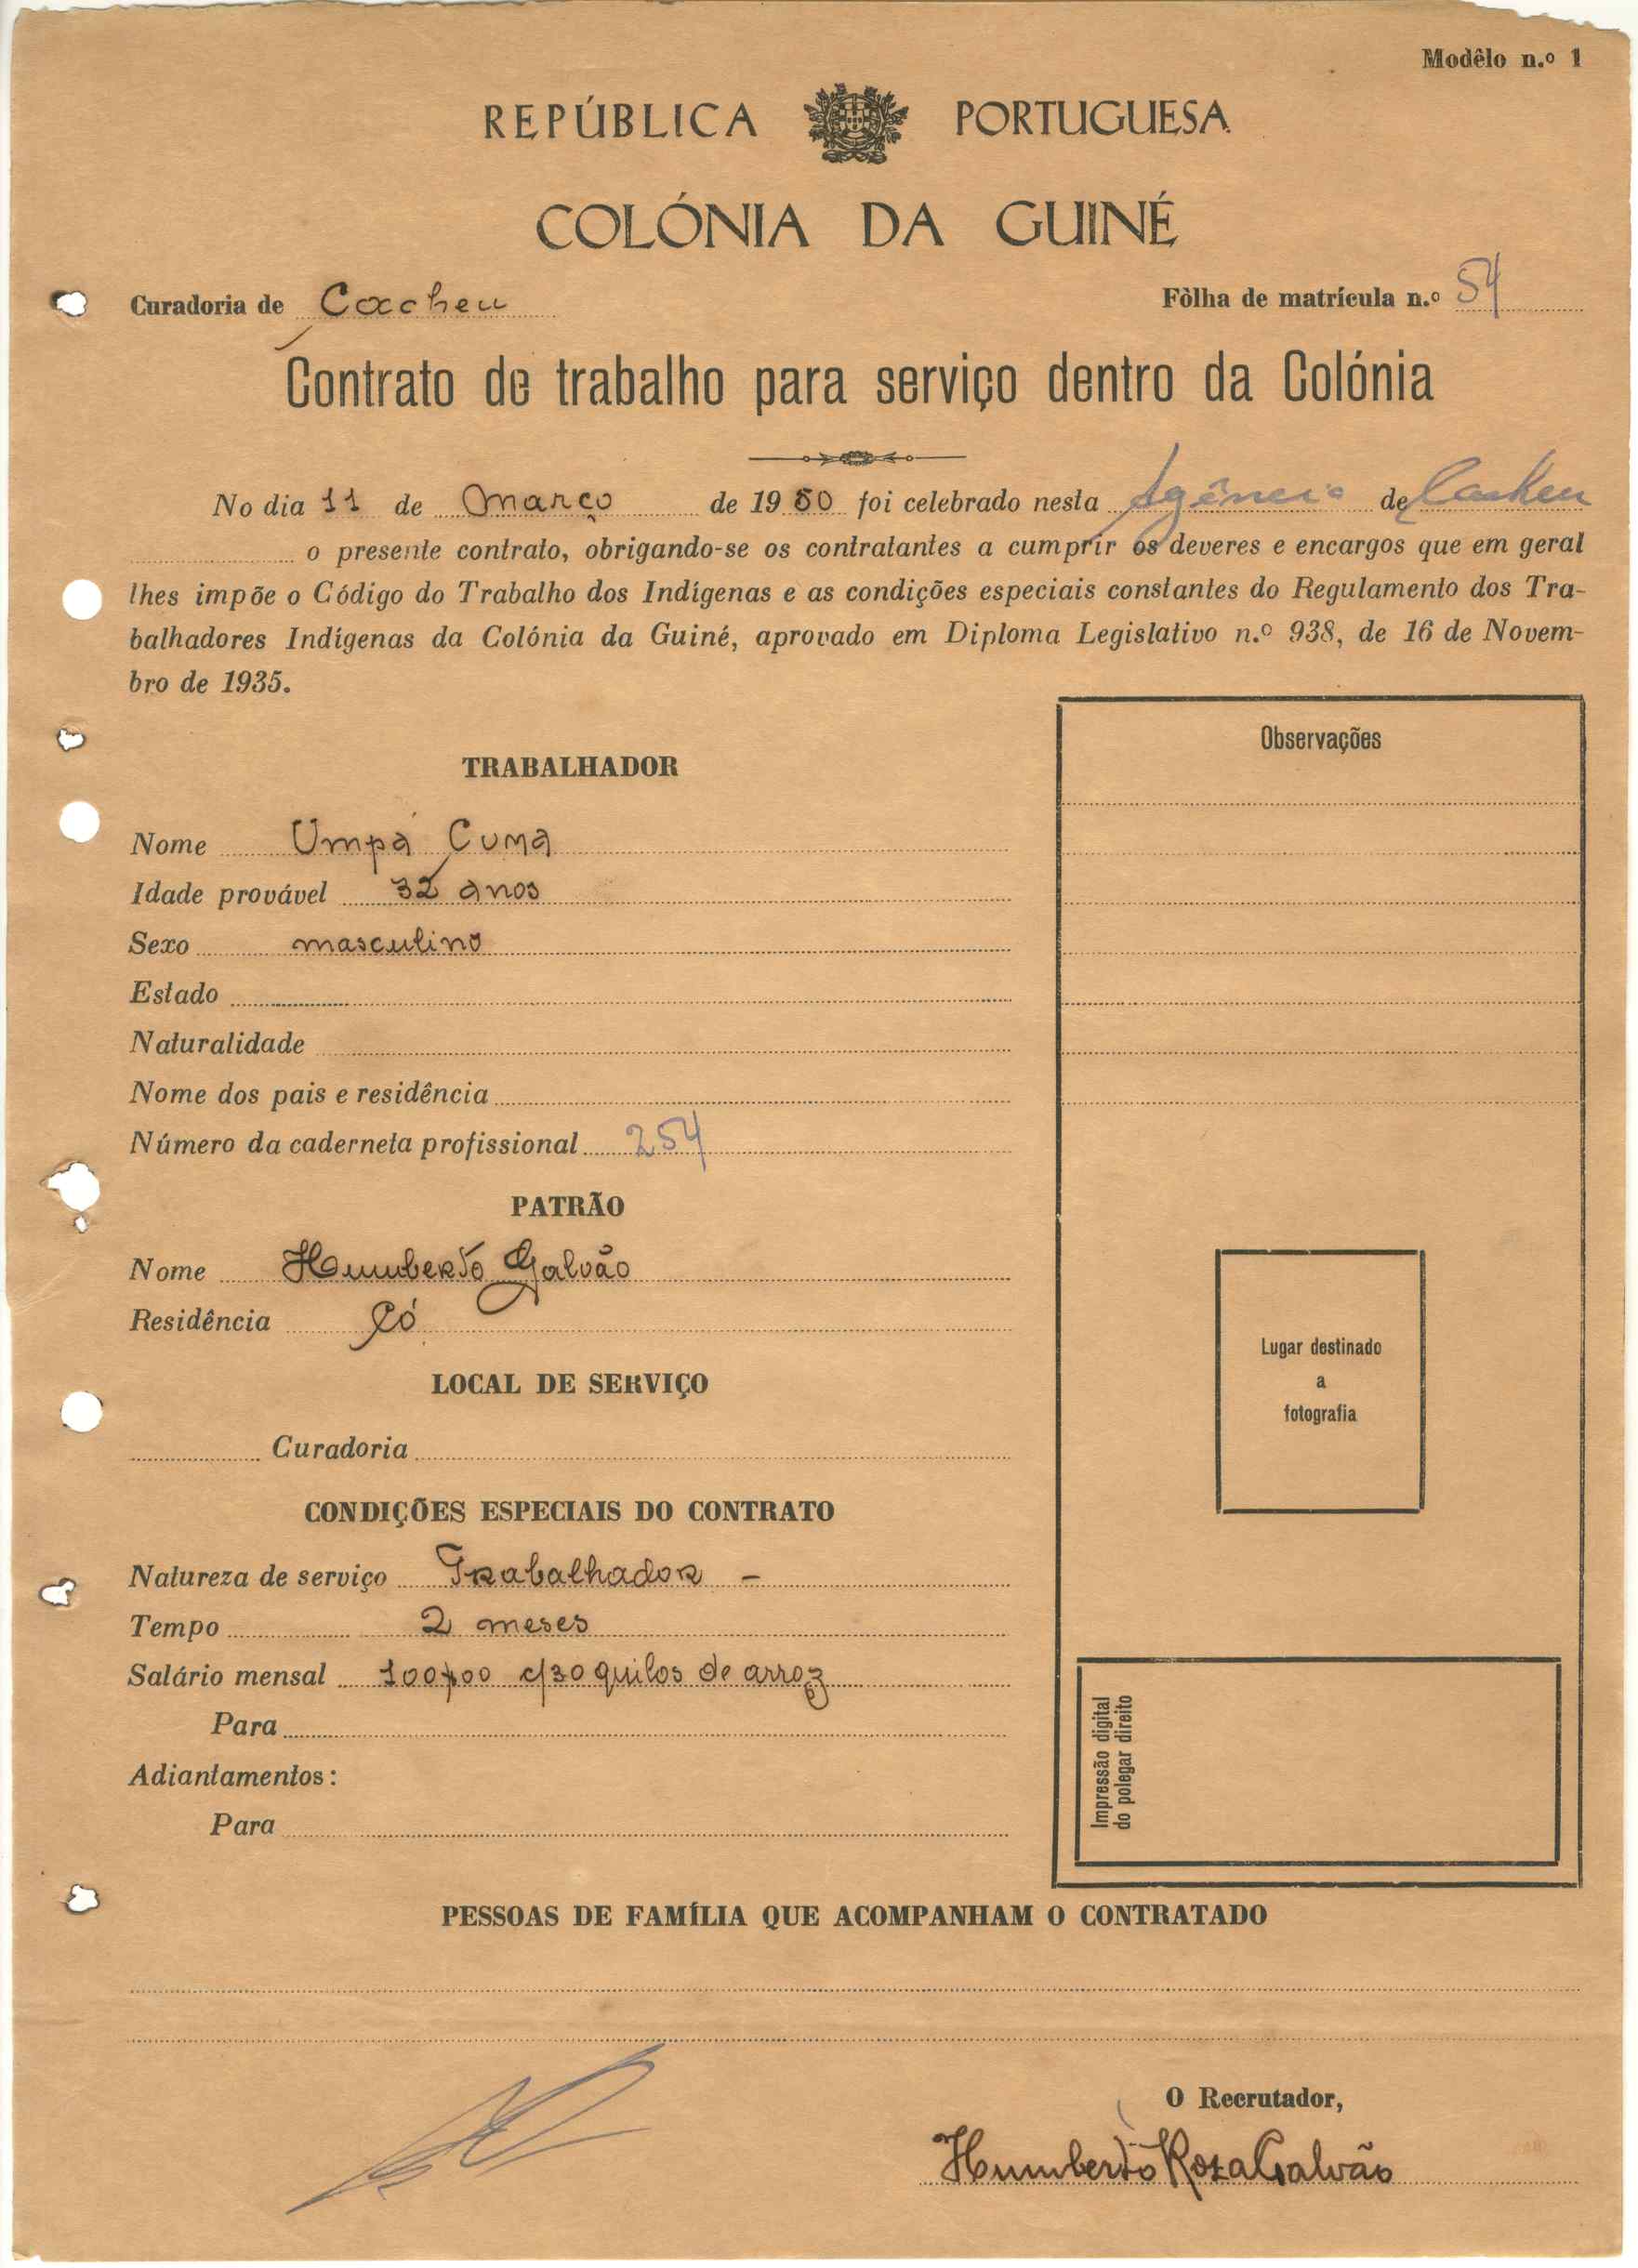 Modêlo n.º 1
REPÚBLICA PORTUGUESA
COLÓNIA DA GUINÉ
Curadoria de Cacheu Fôlha de matrícula n.º 54
Contrato de trabalho para serviço dentro da Colónia
No dia 11 de Março de 1950 foi celebrado nesta Agência de Cacheu
o presente contrato, obrigando-se os contratantes a cumprir os deveres e encargos que em geral
lhes impõe o Código do Trabalho dos Indígenas e as condições especiais constantes do Regulamento dos Tra-
balhadores Indígenas da Colónia da Guiné, aprovado em Diploma Legislativo n.º 938, de 16 de Novem-
bro de 1935.
Observações
TRABALHADOR
Nome Umpá Cuma
Idade provável 32 anos
Sexo masculino
Estado
Naturalidade
Nome dos pais e residência
Número da caderneta profissional 254
PATRÃO
Nome Humberto Galvão
Residência Có
Lugar destinado
a
fotografia
LOCAL DE SERVIÇO
Curadoria
CONDIÇÕES ESPECIAIS DO CONTRATO
Natureza de serviço Trabalhador -
Tempo 2 meses
Salário mensal 100$00 c/30 quilos de arroz
Para
Adiantamentos:
Para
Impressão digital
do polegar direito
PESSOAS DE FAMÍLIA QUE ACOMPANHAM O CONTRATADO
O Recrutador,
Humberto Roza Galvão